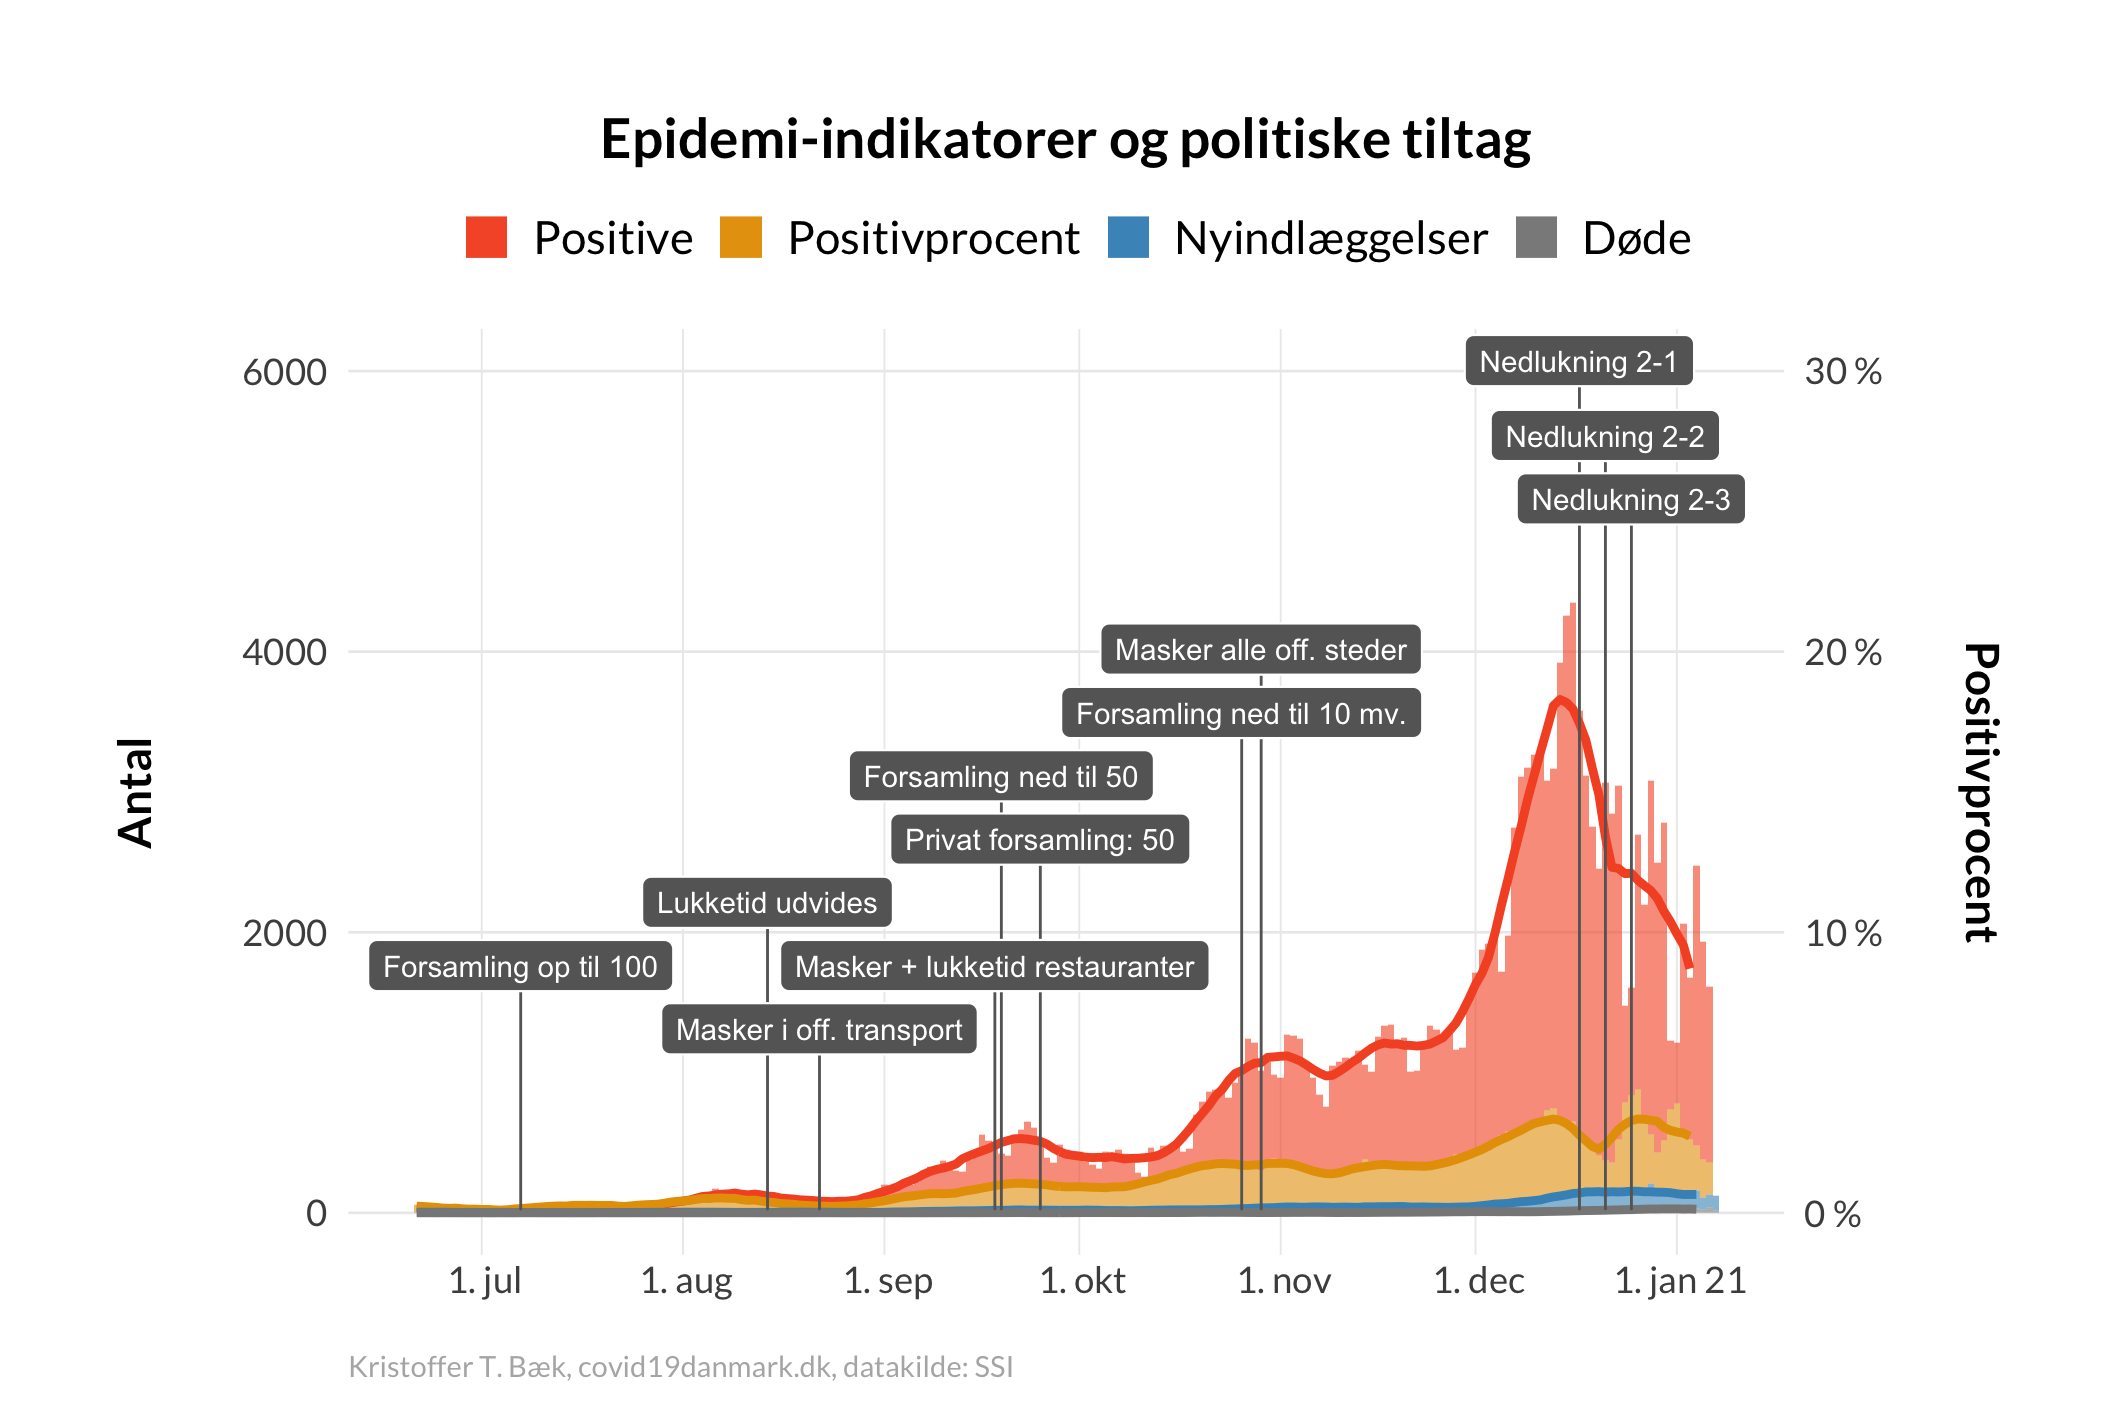 Epidemi-indikatorer og politiske tiltag
Positive Positivprocent Nyindlæggelser Døde
Antal
6000
4000
2000
0
Nedlukning 2-1
Nedlukning 2-2
Nedlukning 2-3
Masker alle off. steder
Forsamling ned til 10 mv.
Forsamling ned til 50
Privat forsamling: 50
Lukketid udvides
Forsamling op til 100
Masker + lukketid restauranter
Masker i off. transport
30 %
20 %
10 %
0 %
Positivprocent
1. jul 1. aug 1. sep 1. okt 1. nov 1. dec 1. jan 21
Kristoffer T. Bæk, covid19danmark.dk, datakilde: SSI